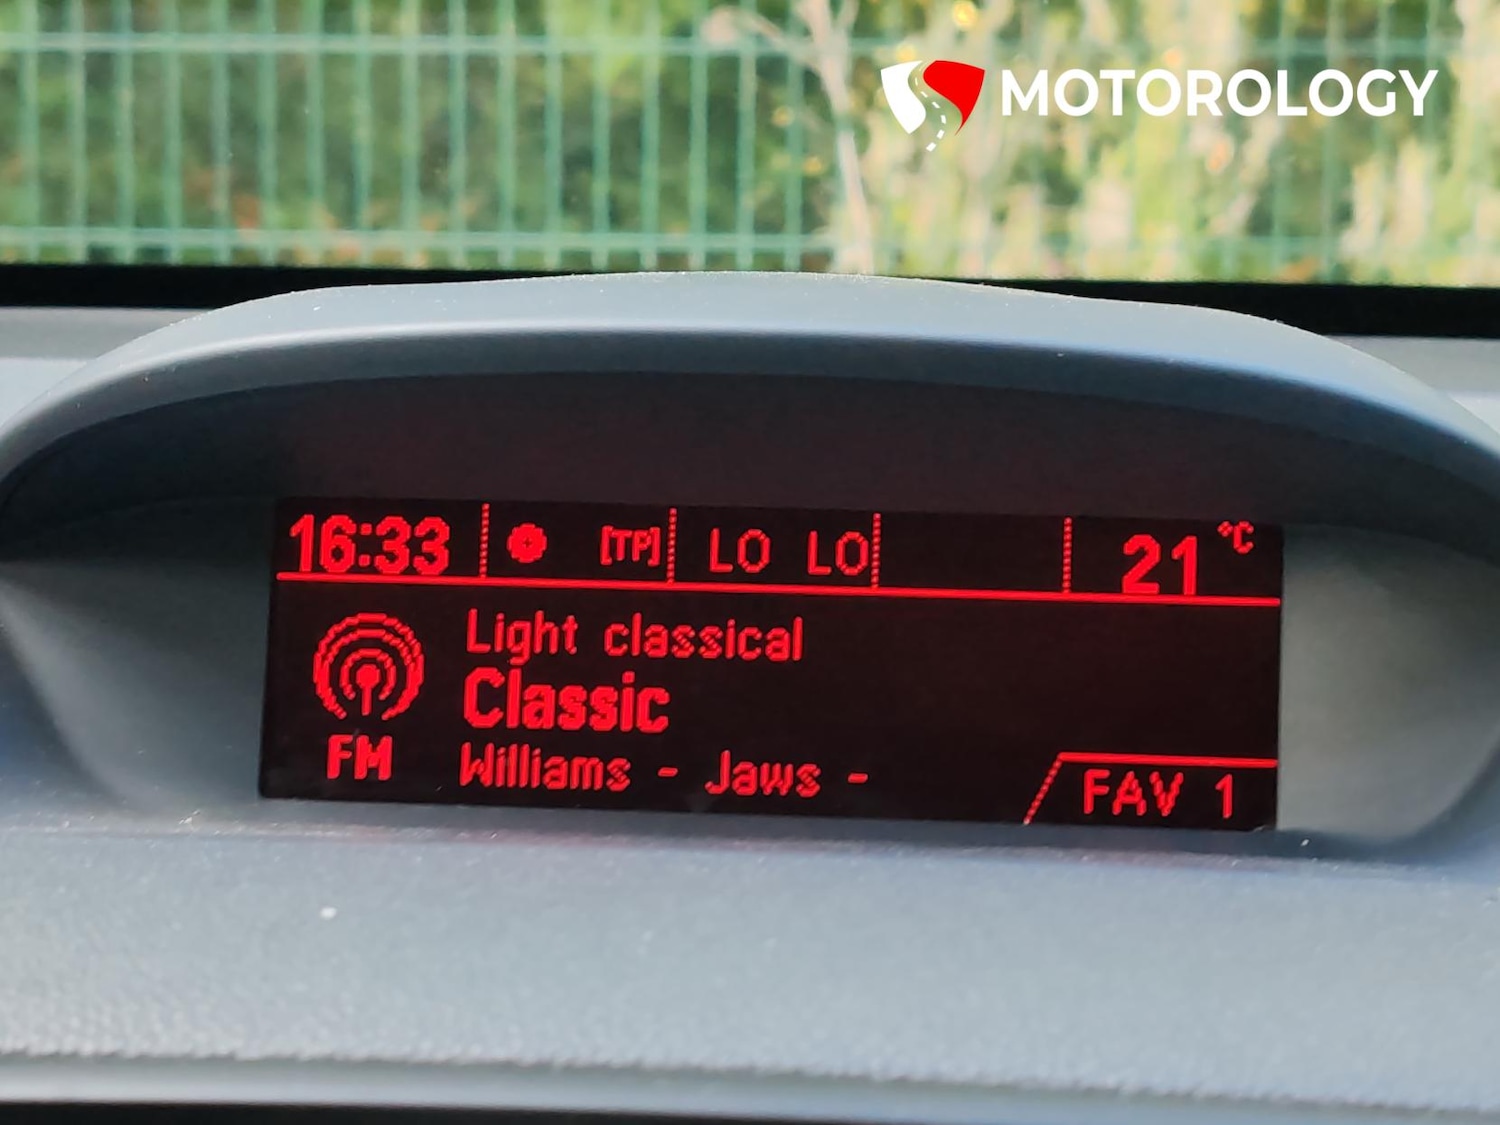 MOTOROLOGY
16:33 [TP] LO LO 21 °C
Light classical
Classic
FM Williams - Jaws -
FAV 1